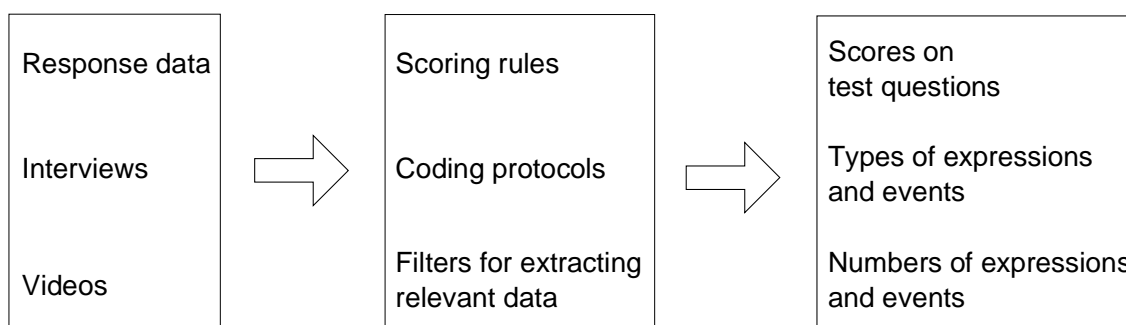 Response data
Interviews
Videos
Scoring rules
Coding protocols
Filters for extracting
relevant data
Scores on
test questions
Types of expressions
and events
Numbers of expressions
and events